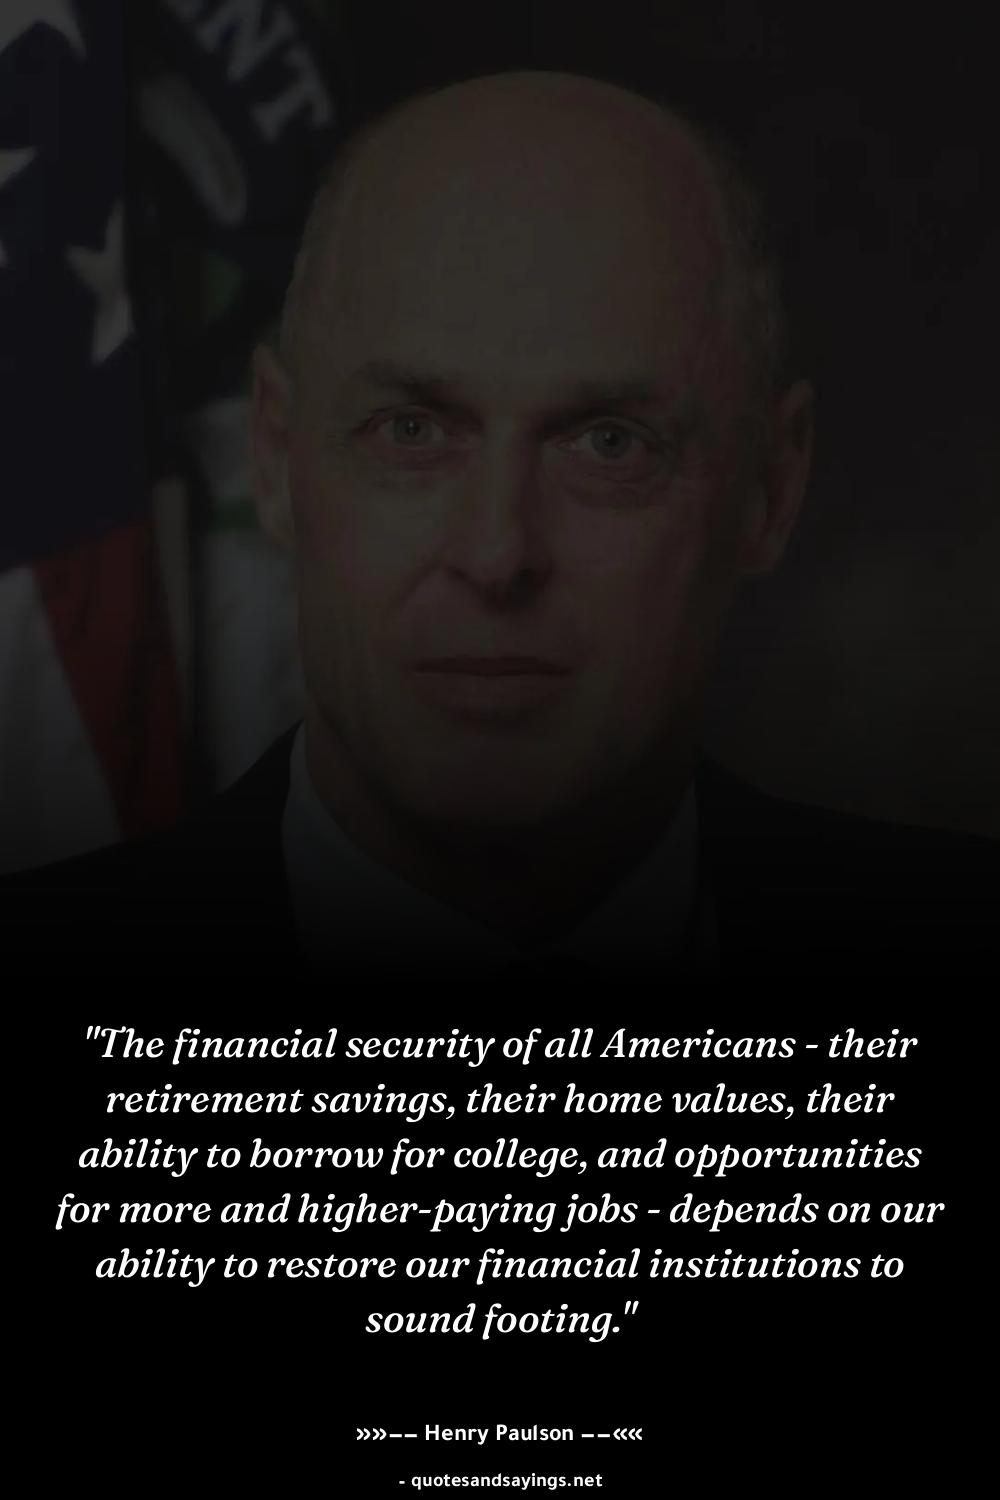 ENT
"The financial security of all Americans - their
retirement savings, their home values, their
ability to borrow for college, and opportunities
for more and higher-paying jobs - depends on our
ability to restore our financial institutions to
sound footing."
»»–– Henry Paulson ––««
- quotesandsayings.net